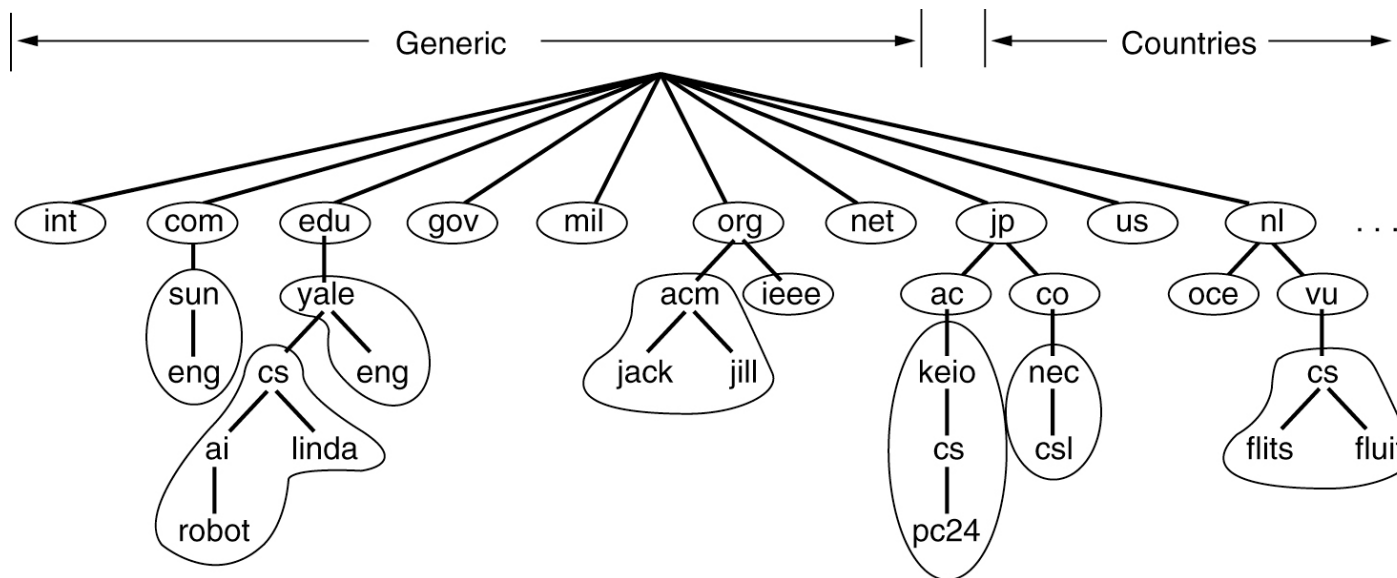 Generic Countries
int com edu gov mil org net jp us nl . . .
sun yale acm ieee ac co oce vu
eng cs eng jack jill keio nec cs
ai linda cs csl flits fluit
robot pc24